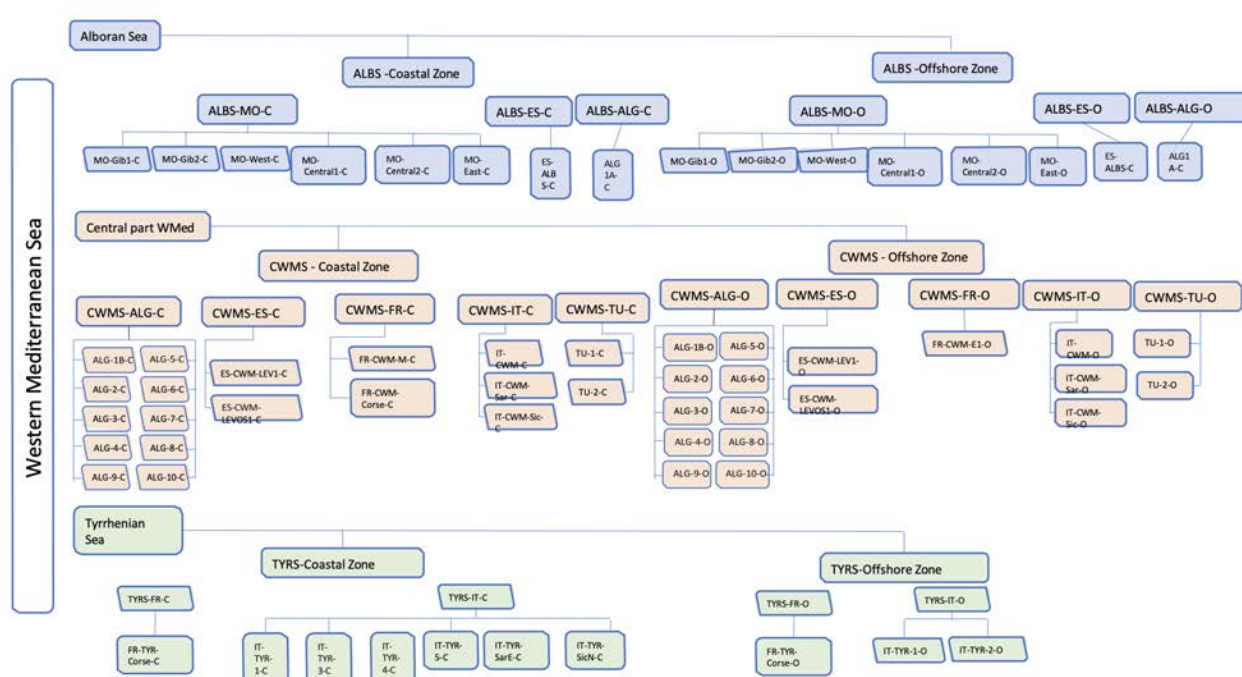 Western Mediterranean Sea
Alboran Sea
ALBS -Coastal Zone
ALBS -Offshore Zone
ALBS-MO-C
ALBS-ES-C
ALBS-ALG-C
ALBS-MO-O
ALBS-ES-O
ALBS-ALG-O
MO-Gib1-C
MO-Gib2-C
MO-West-C
MO-
Central1-C
MO-
Central2-C
MO-
East-C
ES-
ALB
S-C
ALG
1A-
C
MO-Gib1-O
MO-Gib2-O
MO-West-O
MO-
Central1-O
MO-
Central2-O
MO-
East-O
ES-
ALBS-C
ALG1
A-C
Central part WMed
CWMS - Coastal Zone
CWMS - Offshore Zone
CWMS-ALG-C
CWMS-ES-C
CWMS-FR-C
CWMS-IT-C
CWMS-TU-C
CWMS-ALG-O
CWMS-ES-O
CWMS-FR-O
CWMS-IT-O
CWMS-TU-O
ALG-1B-C
ALG-5-C
ALG-2-C
ALG-6-C
ALG-3-C
ALG-7-C
ALG-4-C
ALG-8-C
ALG-9-C
ALG-10-C
ES-CWM-LEV1-C
ES-CWM-
LEVOS1-C
FR-CWM-M-C
FR-CWM-
Corse-C
IT-
CWM-C
IT-CWM-
Sar-C
IT-CWM-Sic-
C
TU-1-C
TU-2-C
ALG-1B-O
ALG-5-O
ALG-2-O
ALG-6-O
ALG-3-O
ALG-7-O
ALG-4-O
ALG-8-O
ALG-9-O
ALG-10-O
ES-CWM-LEV1-
O
ES-CWM-
LEVOS1-O
FR-CWM-E1-O
IT-
CWM-O
IT-CWM-
Sar-O
IT-CWM-
Sic-O
TU-1-O
TU-2-O
Tyrrhenian
Sea
TYRS-Coastal Zone
TYRS-Offshore Zone
TYRS-FR-C
TYRS-IT-C
TYRS-FR-O
TYRS-IT-O
FR-TYR-
Corse-C
IT-
TYR-
1-C
IT-
TYR-
3-C
IT-
TYR-
4-C
IT-TYR-
5-C
IT-TYR-
SarE-C
IT-TYR-
SicN-C
FR-TYR-
Corse-O
IT-TYR-1-O
IT-TYR-2-O